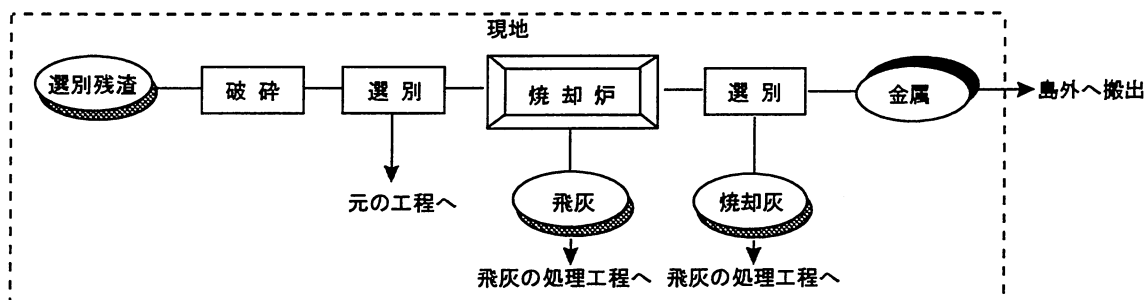 現地
選別残渣
破砕
選別
焼却炉
選別
金属
島外へ搬出
元の工程へ
飛灰
焼却灰
飛灰の処理工程へ
飛灰の処理工程へ